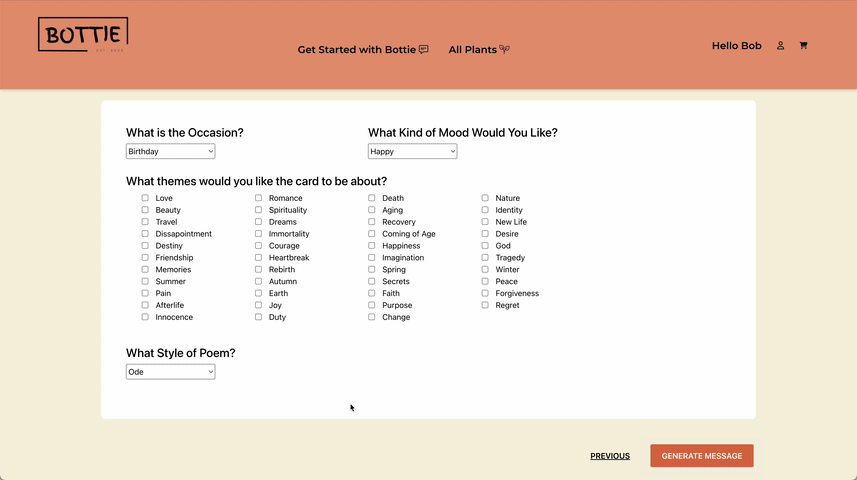 BOTTIE
EST. 2023
Get Started with Bottie
All Plants
Hello Bob
What is the Occasion?
Birthday
What Kind of Mood Would You Like?
Happy
What themes would you like the card to be about?
Love Romance Death Nature
Beauty Spirituality Aging Identity
Travel Dreams Recovery New Life
Dissapointment Immortality Coming of Age Desire
Destiny Courage Happiness God
Friendship Heartbreak Imagination Tragedy
Memories Rebirth Spring Winter
Summer Autumn Secrets Peace
Pain Earth Faith Forgiveness
Afterlife Joy Purpose Regret
Innocence Duty Change
What Style of Poem?
Ode
PREVIOUS
GENERATE MESSAGE